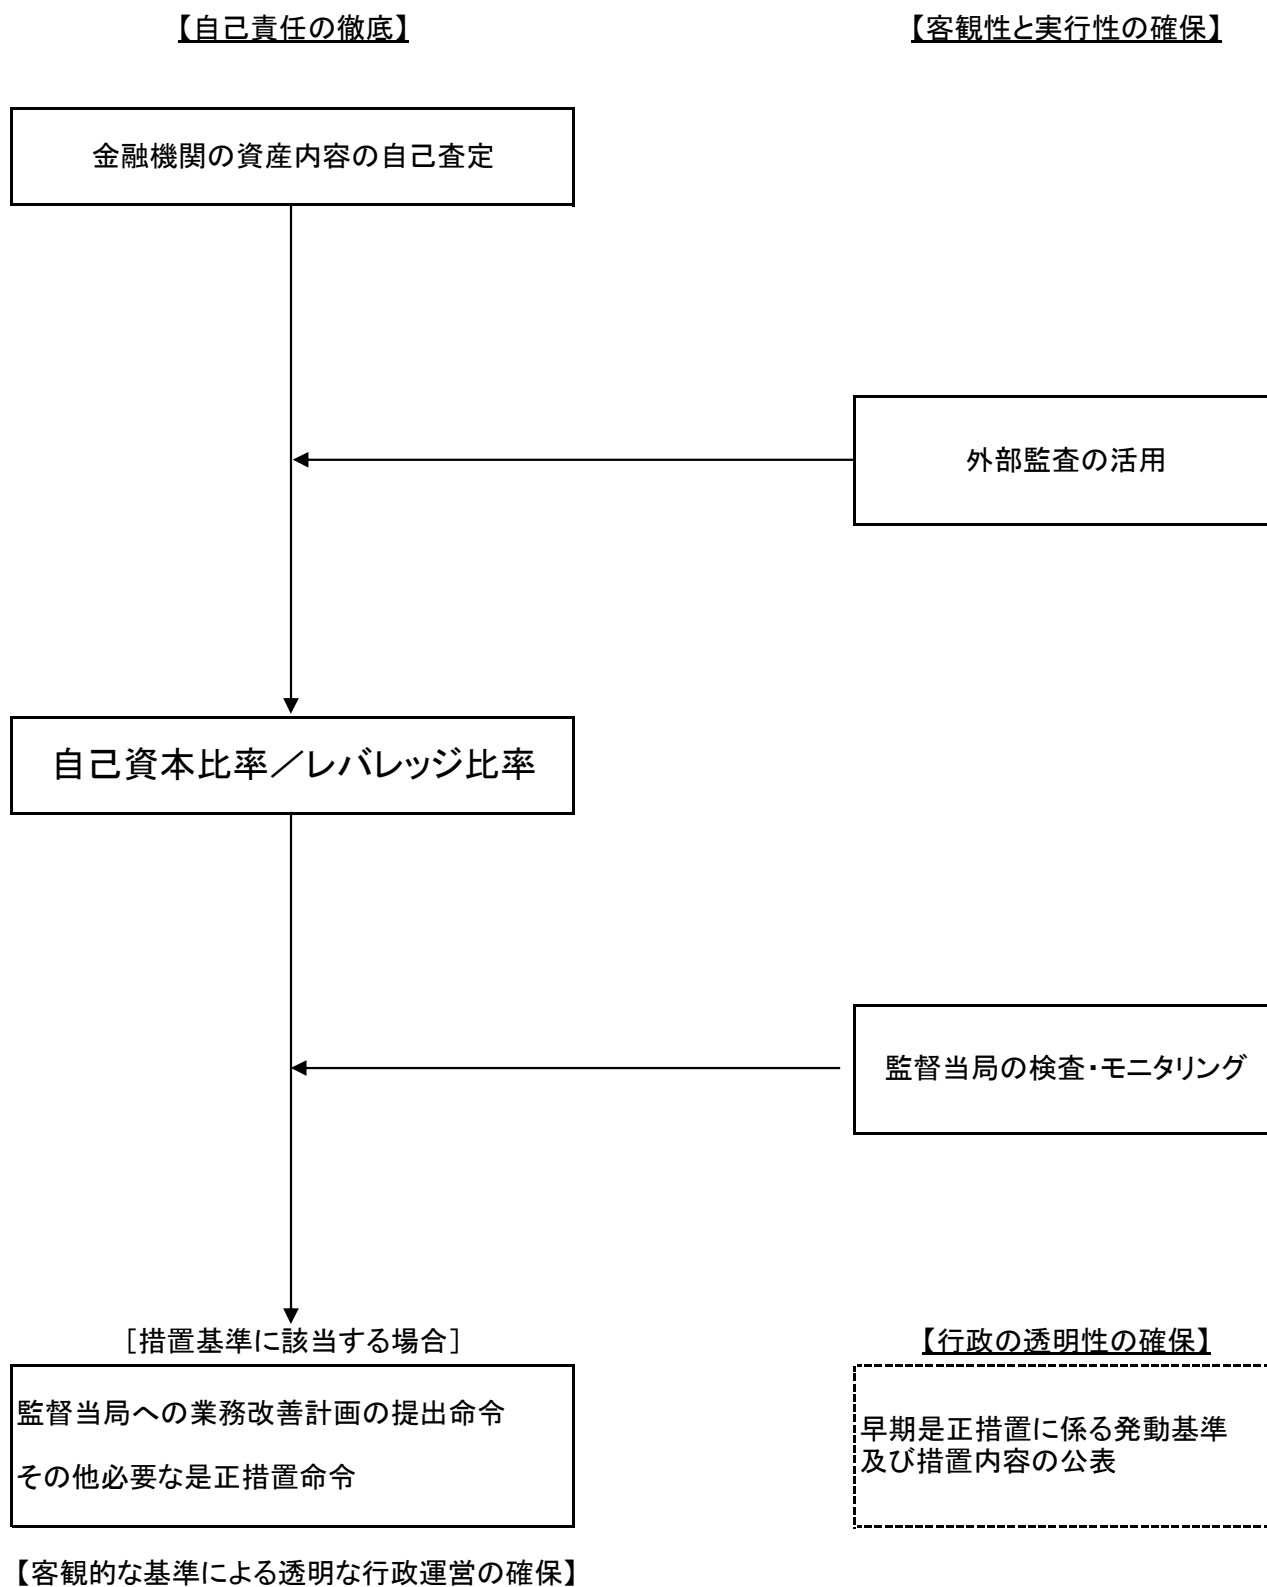 【自己責任の徹底】
【客観性と実行性の確保】
金融機関の資産内容の自己査定
外部監査の活用
自己資本比率／レバレッジ比率
監督当局の検査・モニタリング
［措置基準に該当する場合］
監督当局への業務改善計画の提出命令
その他必要な是正措置命令
【行政の透明性の確保】
早期是正措置に係る発動基準
及び措置内容の公表
【客観的な基準による透明な行政運営の確保】